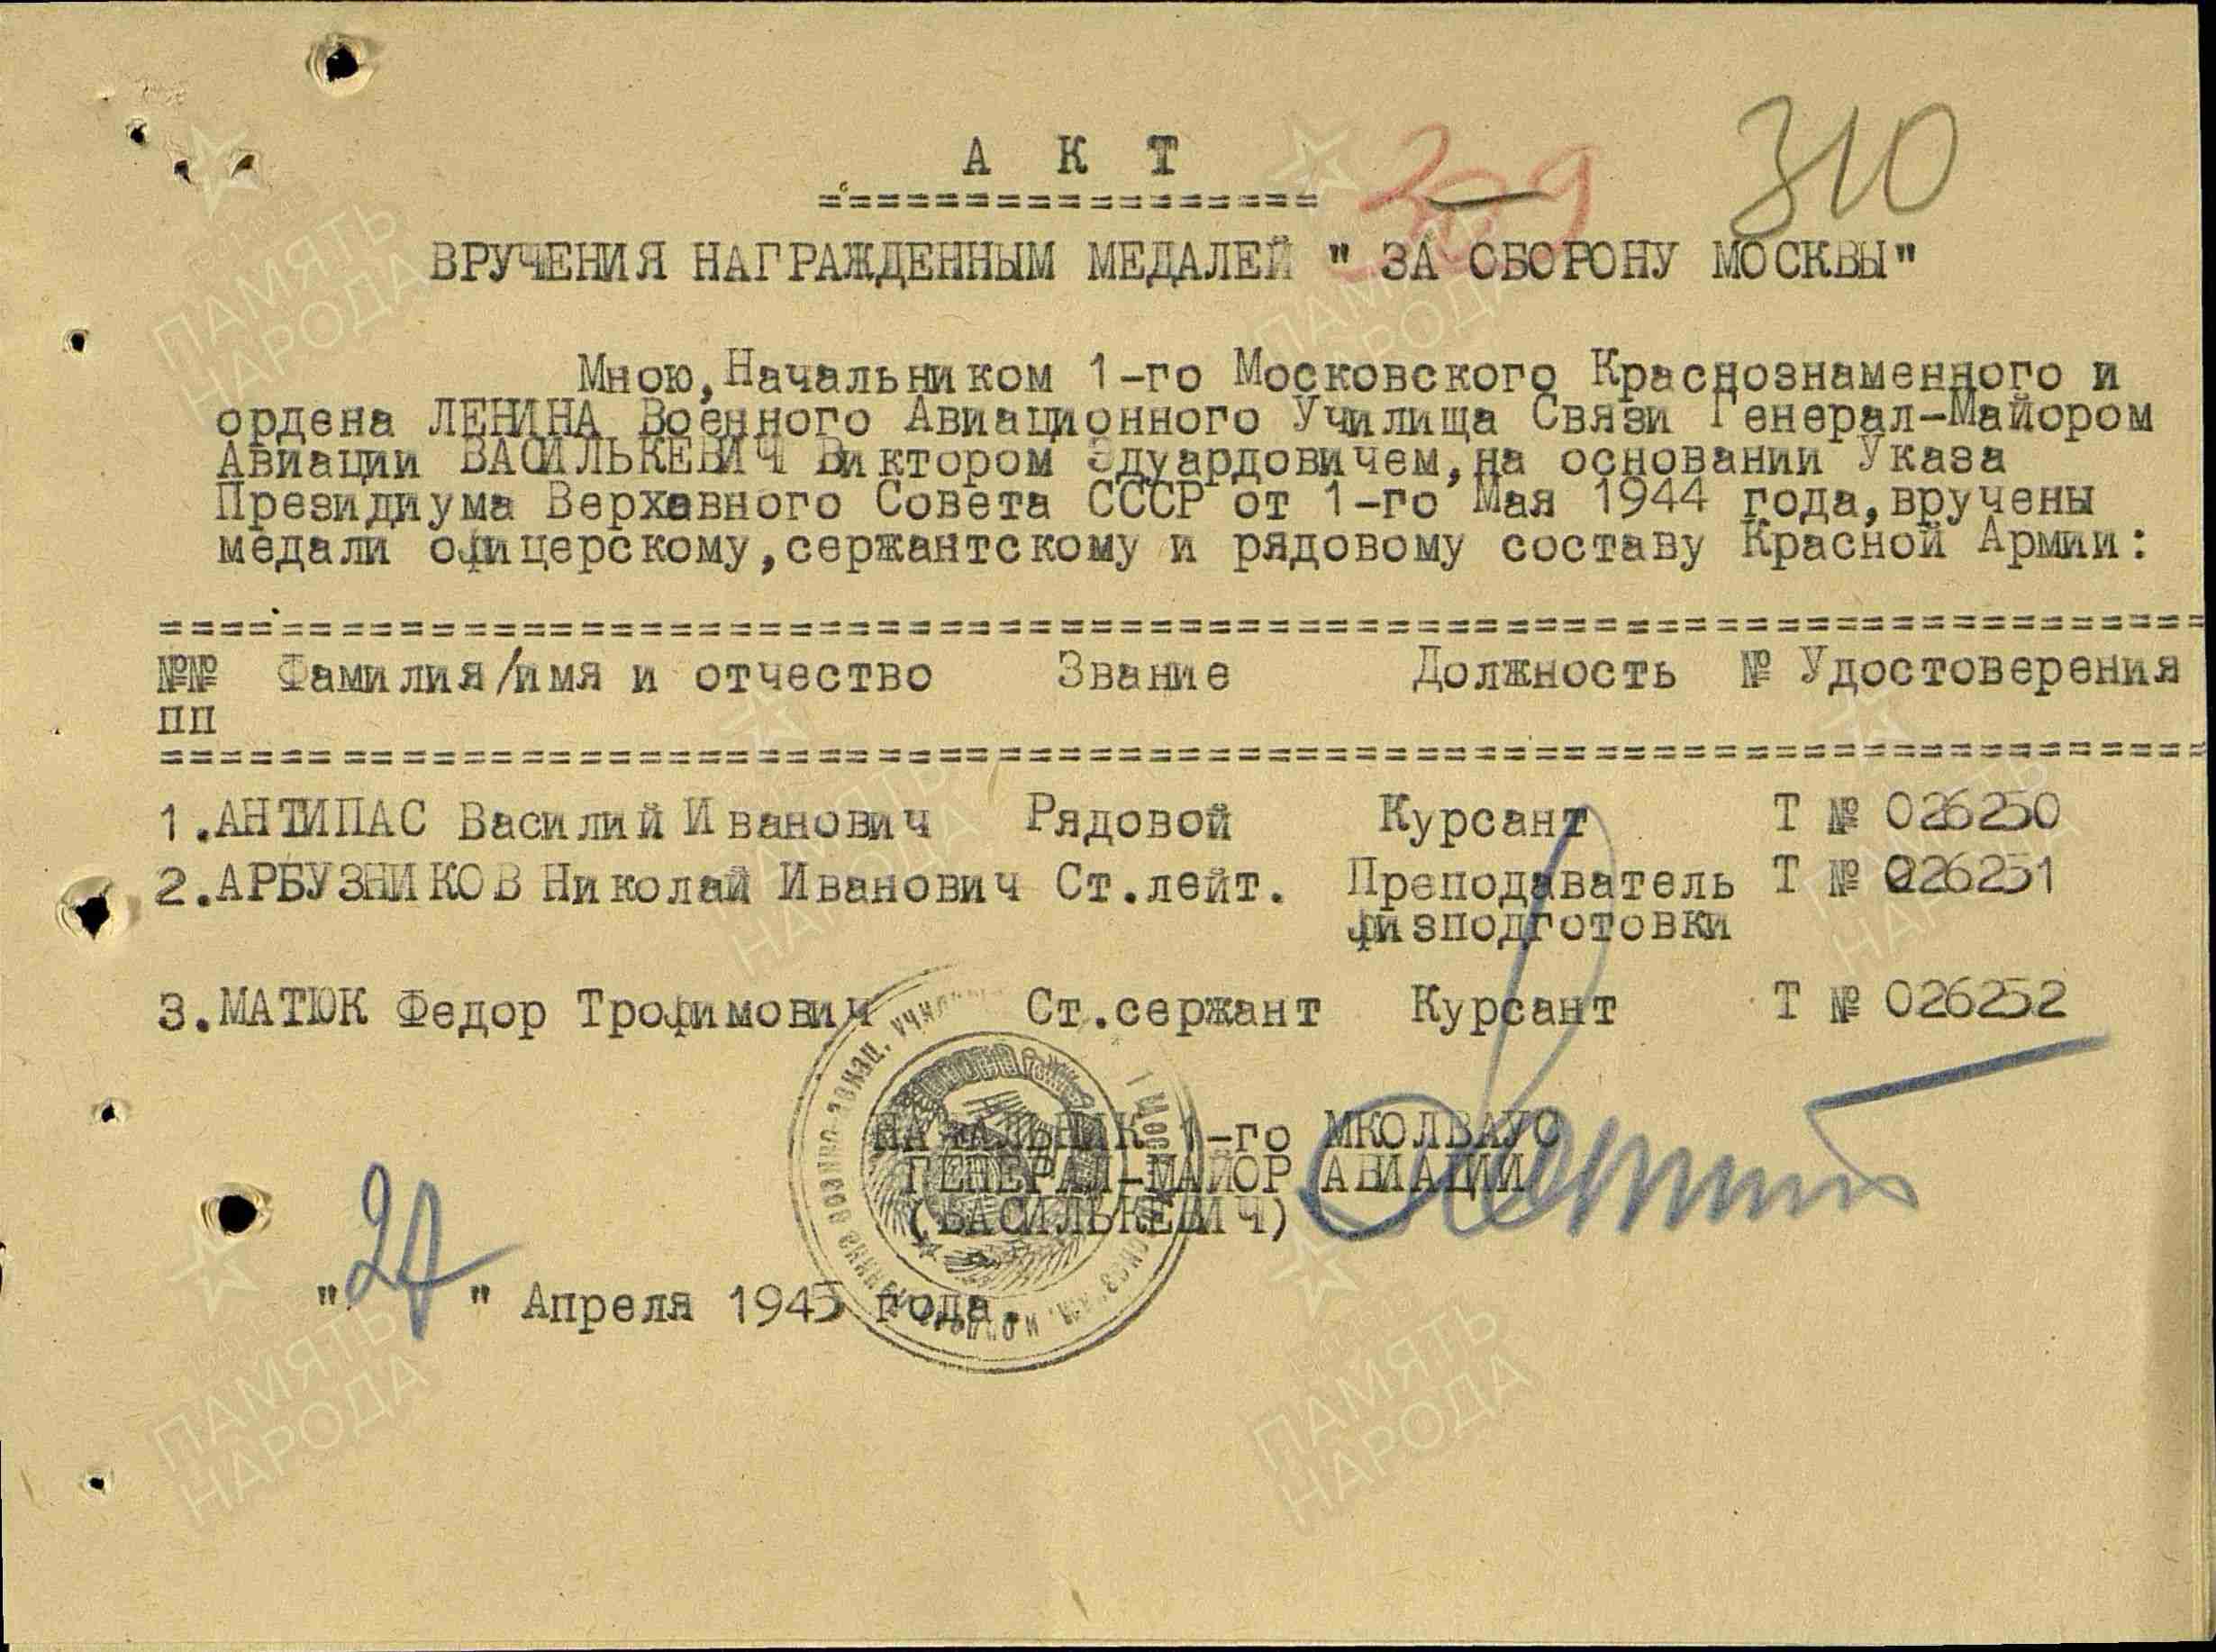 310
309
А К Т
=================
ВРУЧЕНИЯ НАГРАЖДЕННЫМ МЕДАЛЕЙ " ЗА ОБОРОНУ МОСКВЫ"
Мною,Начальником 1-го Московского Краснознаменного и
ордена ЛЕНИНА Военного Авиационного Училища Связи Генерал-Майором
Авиации ВАСИЛЬКЕВИЧ Виктором Эдуардовичем,на основании Указа
Президиума Верхавного Совета СССР от 1-го Мая 1944 года,вручены
медали офицерскому,сержантскому и рядовому составу Красной Армии:
№№ Фамилия/имя и отчество Звание Должность № Удостоверения
пп
1.АНТИПАС Василий Иванович Рядовой Курсант Т № 026250
2.АРБУЗНИКОВ Николай Иванович Ст.лейт. Преподаватель Т № 026251
физподготовки
3.МАТЮК Федор Трофимович Ст.сержант Курсант Т № 026252
НАЧАЛЬНИК 1-го МКОЛВАУС
ГЕНЕРАЛ-МАЙОР АВИАЦИИ
(ВАСИЛЬКЕВИЧ)
" " Апреля 1945 года.
ПАМЯТЬ
НАРОДА